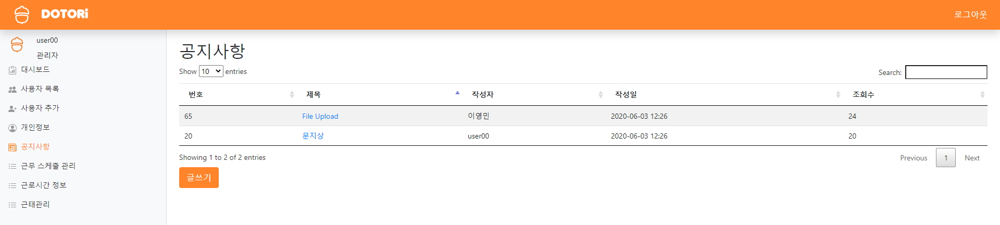 DOTORi
로그아웃
user00
관리자
대시보드
사용자 목록
사용자 추가
개인정보
공지사항
근무 스케줄 관리
근로시간 정보
근태관리
공지사항
Show 10 entries
Search:
번호 제목 작성자 작성일 조회수
65 File Upload 이영민 2020-06-03 12:26 24
20 문지상 user00 2020-06-03 12:26 20
Showing 1 to 2 of 2 entries
Previous 1 Next
글쓰기